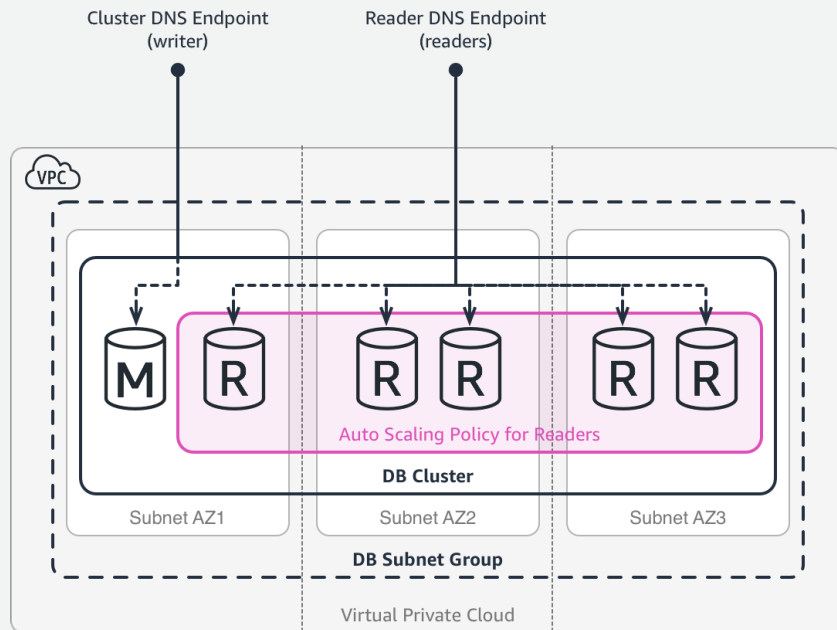 Cluster DNS Endpoint
(writer)
Reader DNS Endpoint
(readers)
VPC
M
R
R
R
R
R
Auto Scaling Policy for Readers
DB Cluster
Subnet AZ1
Subnet AZ2
Subnet AZ3
DB Subnet Group
Virtual Private Cloud